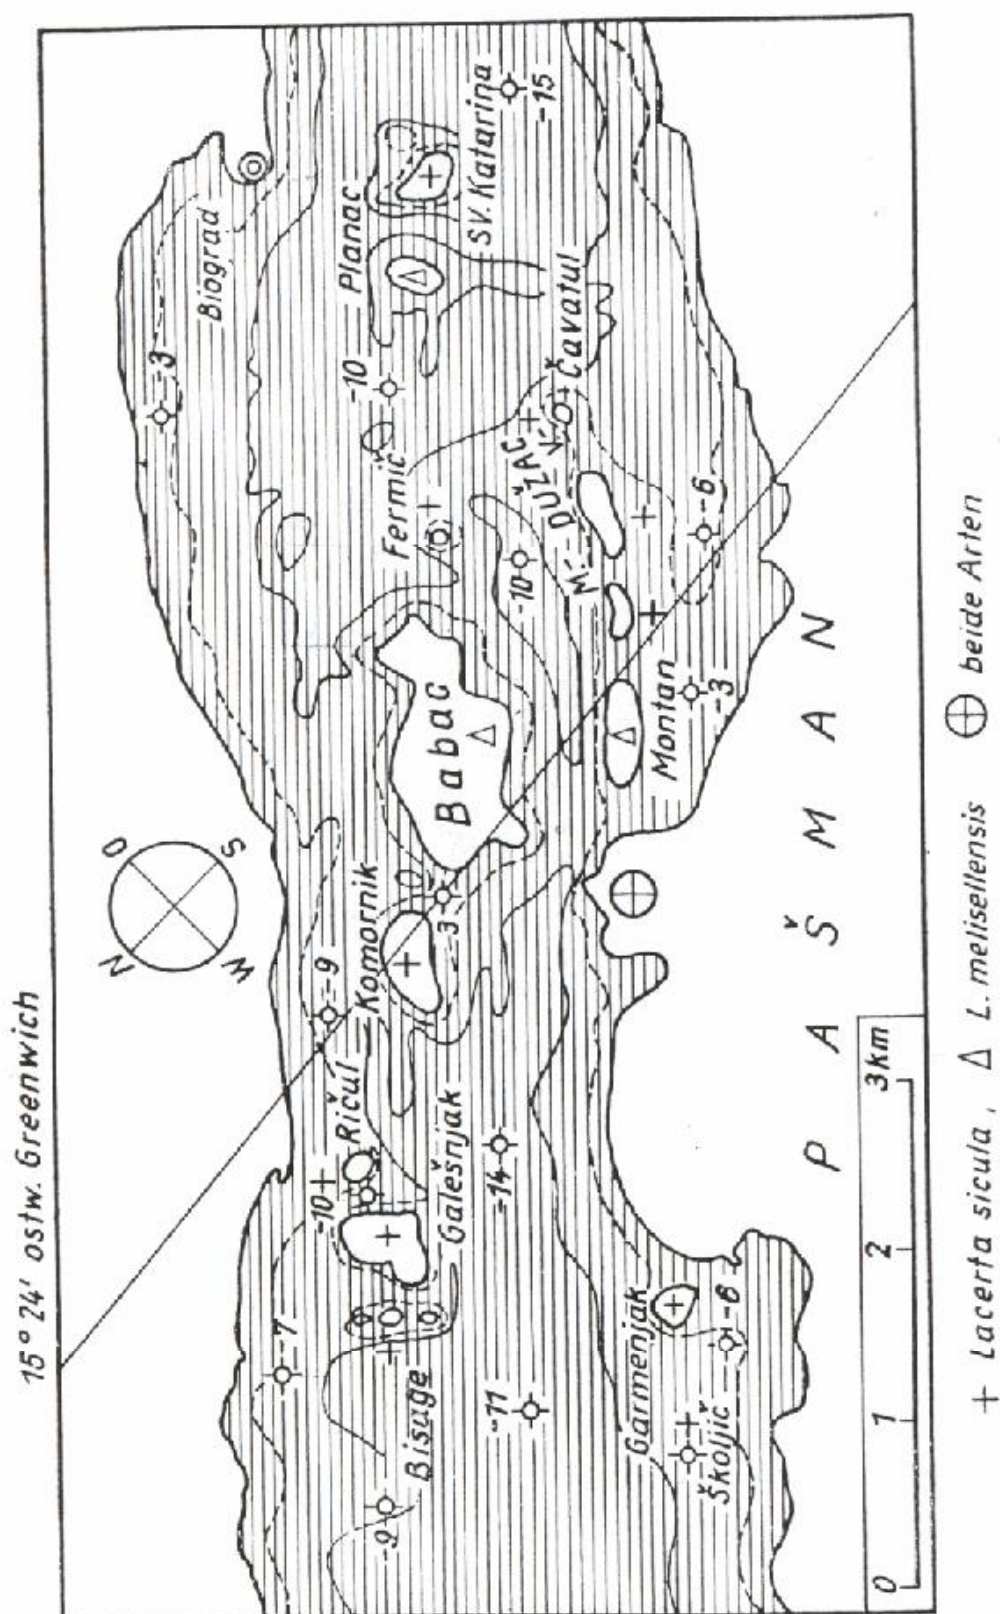 15° 24' ostw. Greenwich
N
O
S
W
Biograd
-3
-7
-9
-9
-10
-10
-10
-11
-14
-15
-3
-3
-6
-6
Planac
SV. Katarina
Čavatul
Fermić
V.-
M.-
DUŽAC
Babac
Montan
Komornik
Ričul
Galešnjak
Bisage
Garmenjak
Školjič
PAŠMAN
0 1 2 3km
+ Lacerta sicula, △ L. melisellensis ⊕ beide Arten